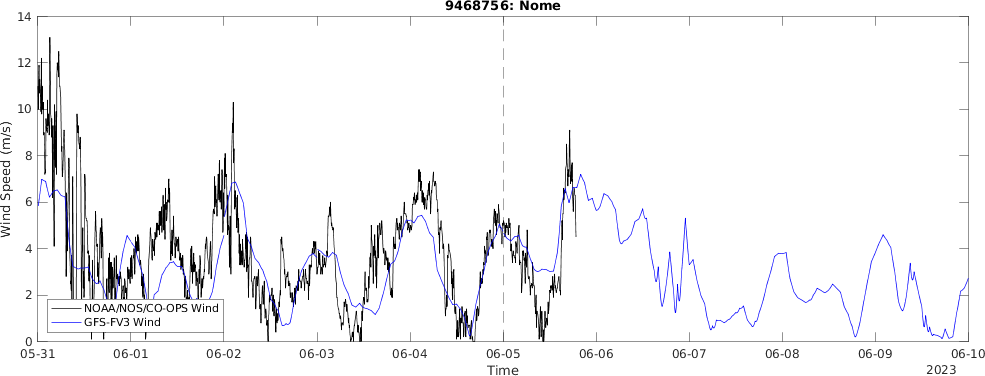 9468756: Nome
Wind Speed (m/s)
14
12
10
8
6
4
2
0
NOAA/NOS/CO-OPS Wind
GFS-FV3 Wind
05-31 06-01 06-02 06-03 06-04 06-05 06-06 06-07 06-08 06-09 06-10
Time
2023